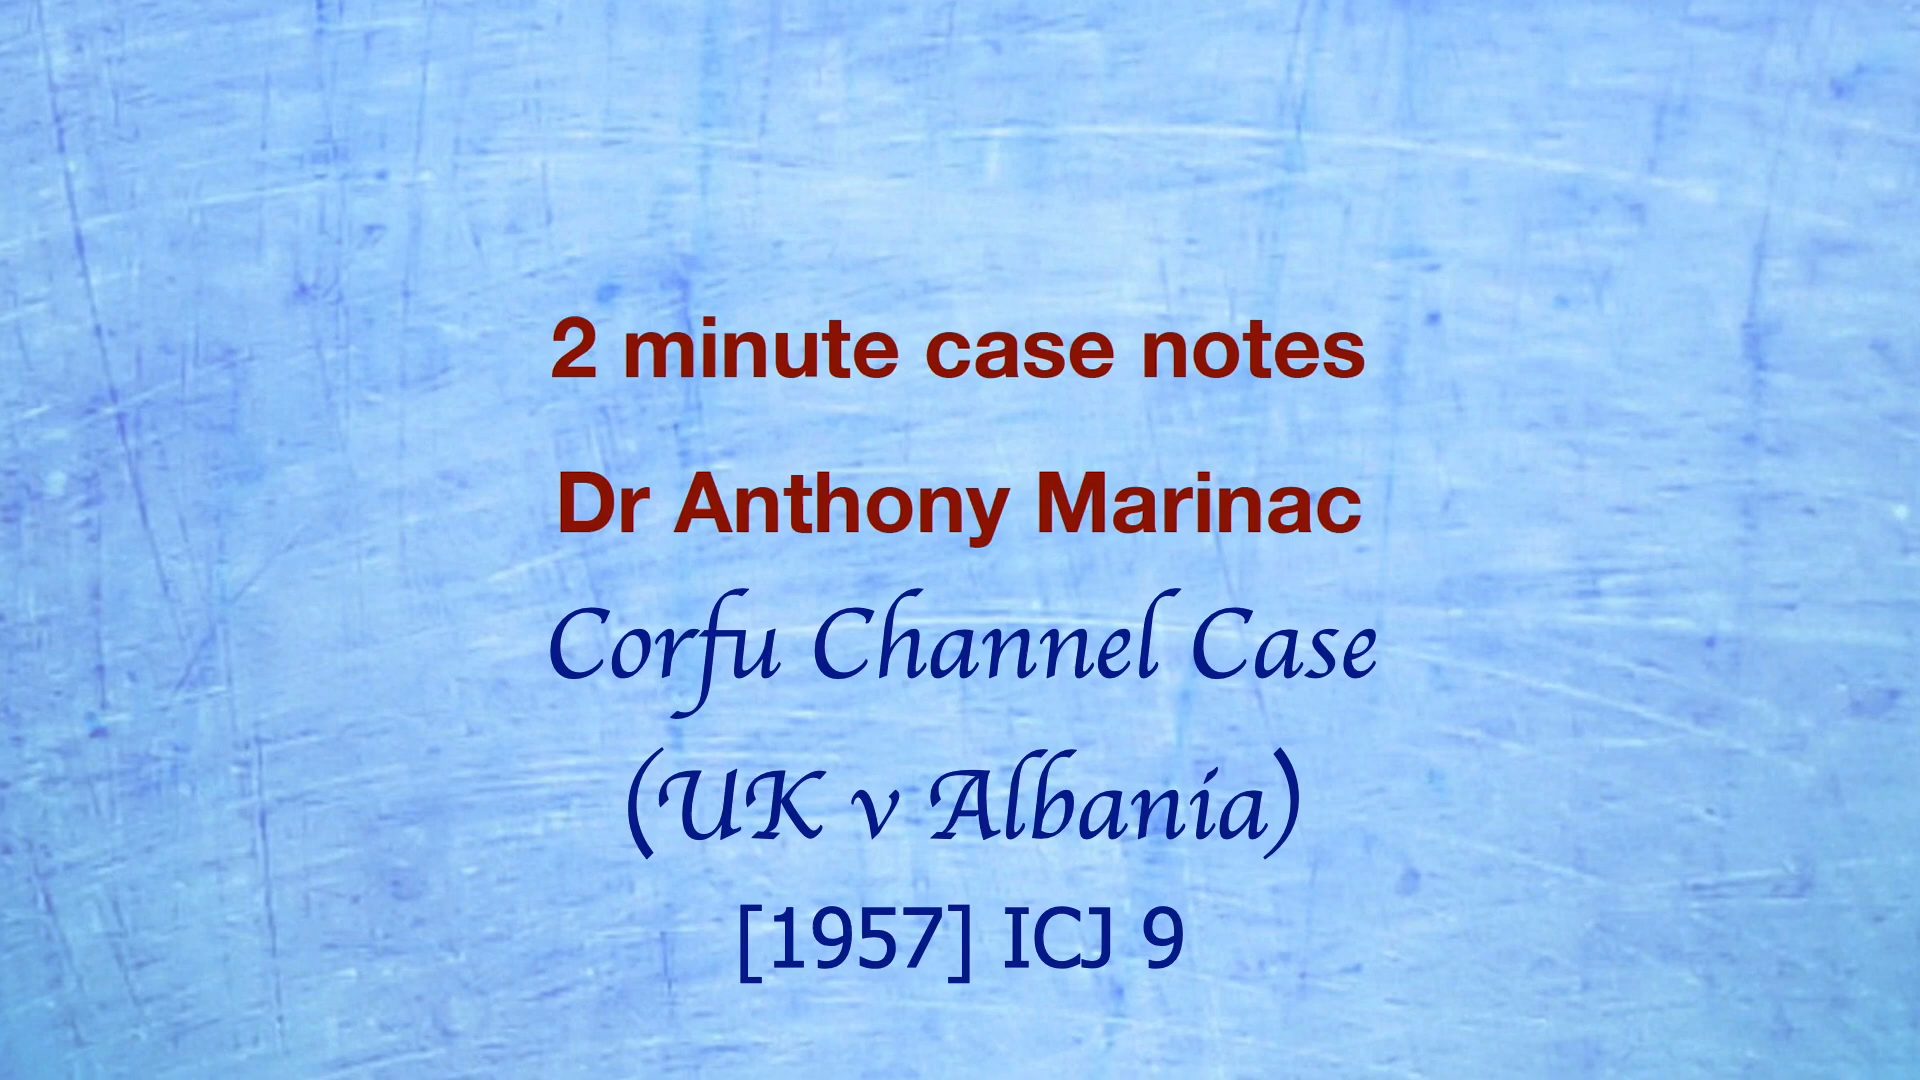 2 minute case notes
Dr Anthony Marinac
Corfu Channel Case
(UK v Albania)
[1957] ICJ 9